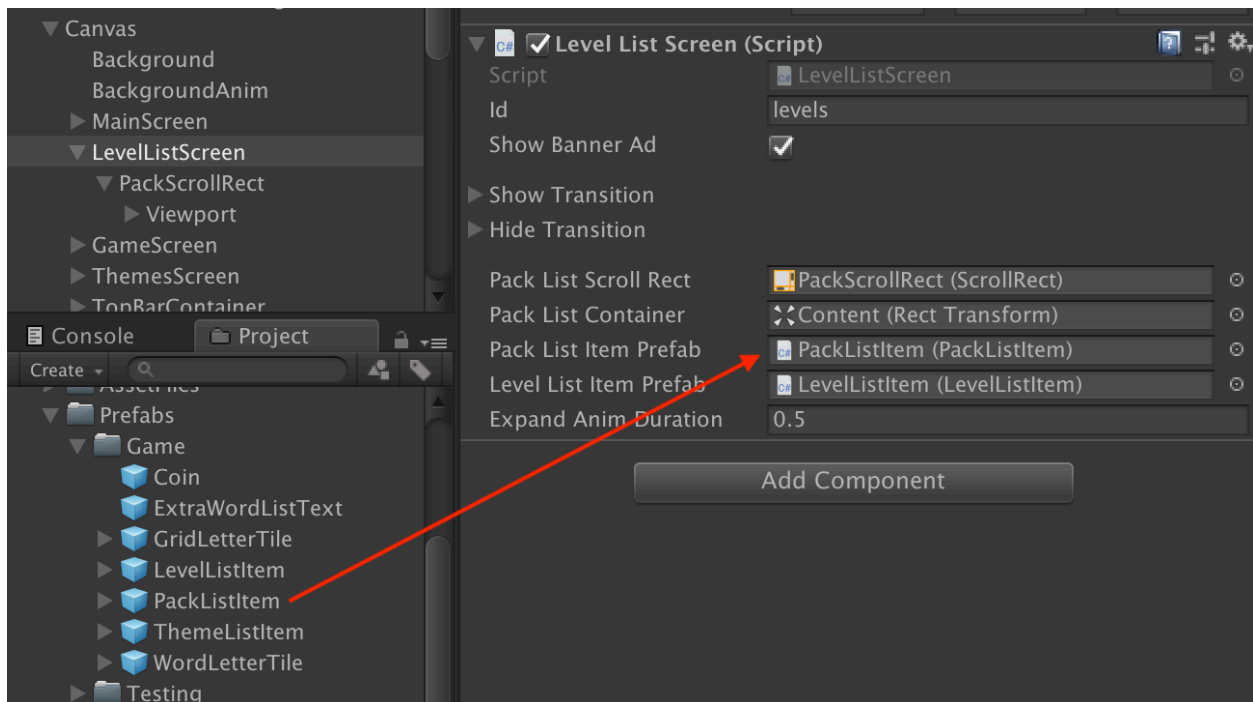 Canvas
Background
BackgroundAnim
MainScreen
LevelListScreen
PackScrollRect
Viewport
GameScreen
ThemesScreen
TopBarContainer
Console
Project
Create
AssetFiles
Prefabs
Game
Coin
ExtraWordListText
GridLetterTile
LevelListItem
PackListItem
ThemeListItem
WordLetterTile
Testing
C# Level List Screen (Script)
Script C# LevelListScreen
Id levels
Show Banner Ad
Show Transition
Hide Transition
Pack List Scroll Rect PackScrollRect (ScrollRect)
Pack List Container Content (Rect Transform)
Pack List Item Prefab C# PackListItem (PackListItem)
Level List Item Prefab C# LevelListItem (LevelListItem)
Expand Anim Duration 0.5
Add Component